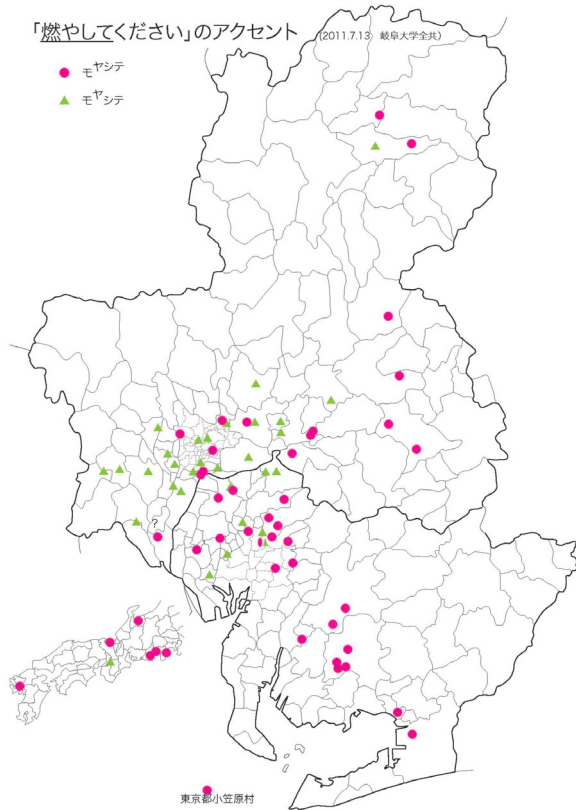 「燃やしてください」のアクセント (2011.7.13 岐阜大学全共)
モヤシテ
モヤシテ
?
東京都小笠原村